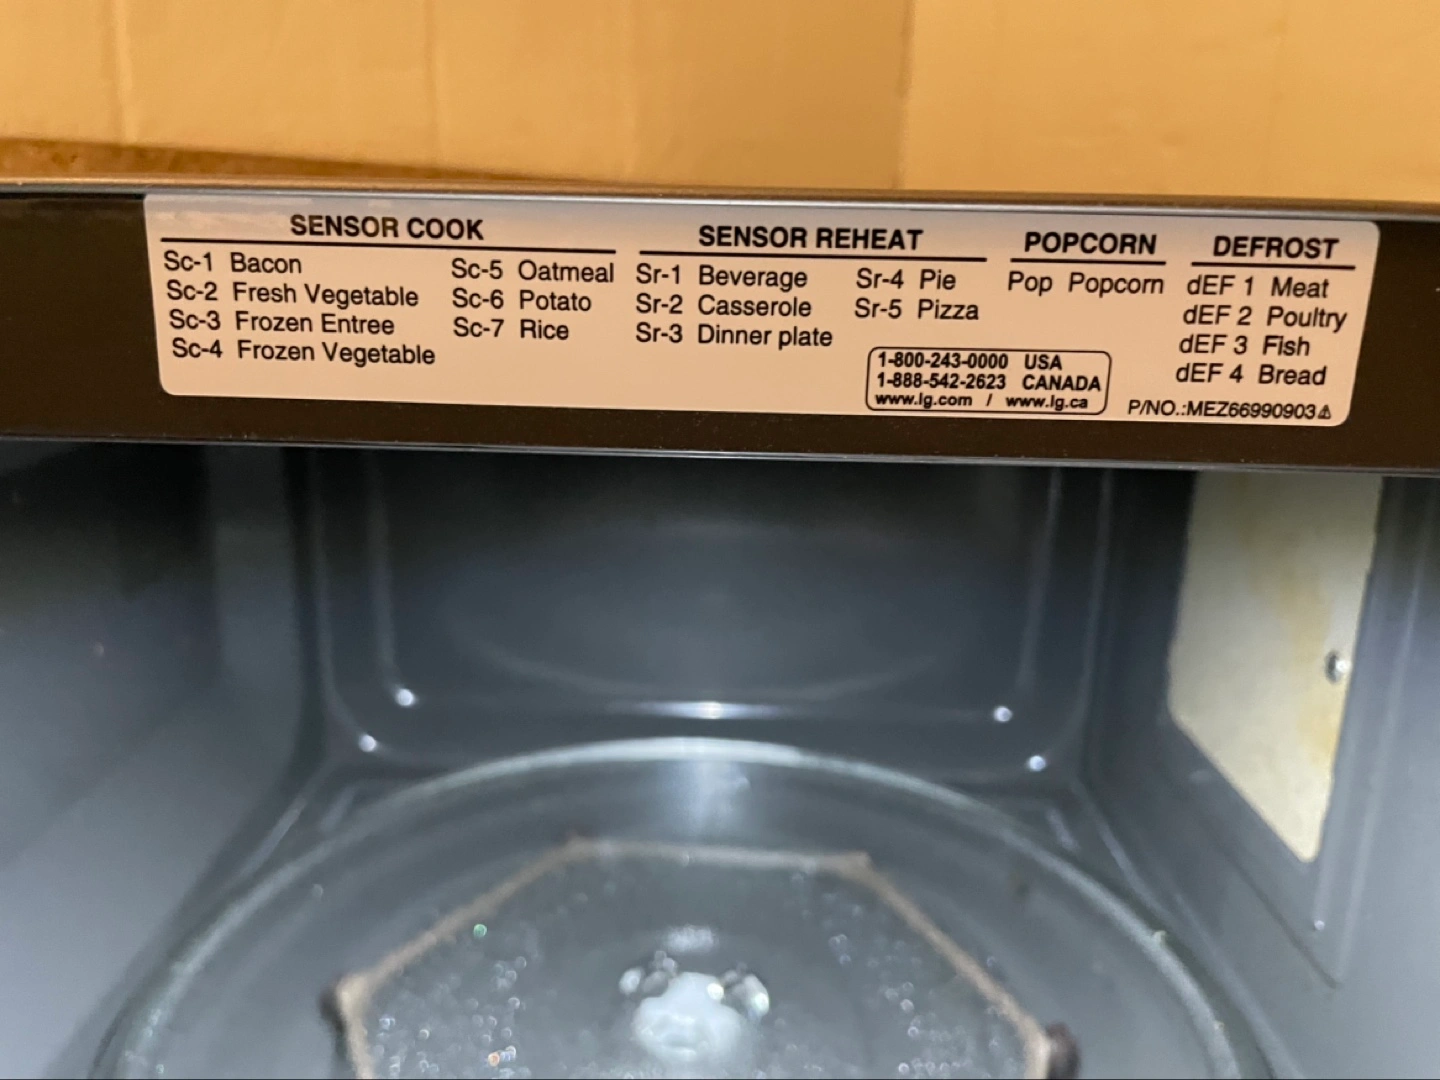 SENSOR COOK
Sc-1 Bacon
Sc-2 Fresh Vegetable
Sc-3 Frozen Entree
Sc-4 Frozen Vegetable
Sc-5 Oatmeal
Sc-6 Potato
Sc-7 Rice
SENSOR REHEAT
Sr-1 Beverage
Sr-2 Casserole
Sr-3 Dinner plate
Sr-4 Pie
Sr-5 Pizza
POPCORN
Pop Popcorn
DEFROST
dEF 1 Meat
dEF 2 Poultry
dEF 3 Fish
dEF 4 Bread
1-800-243-0000 USA
1-888-542-2623 CANADA
www.lg.com / www.lg.ca
P/NO.:MEZ66990903